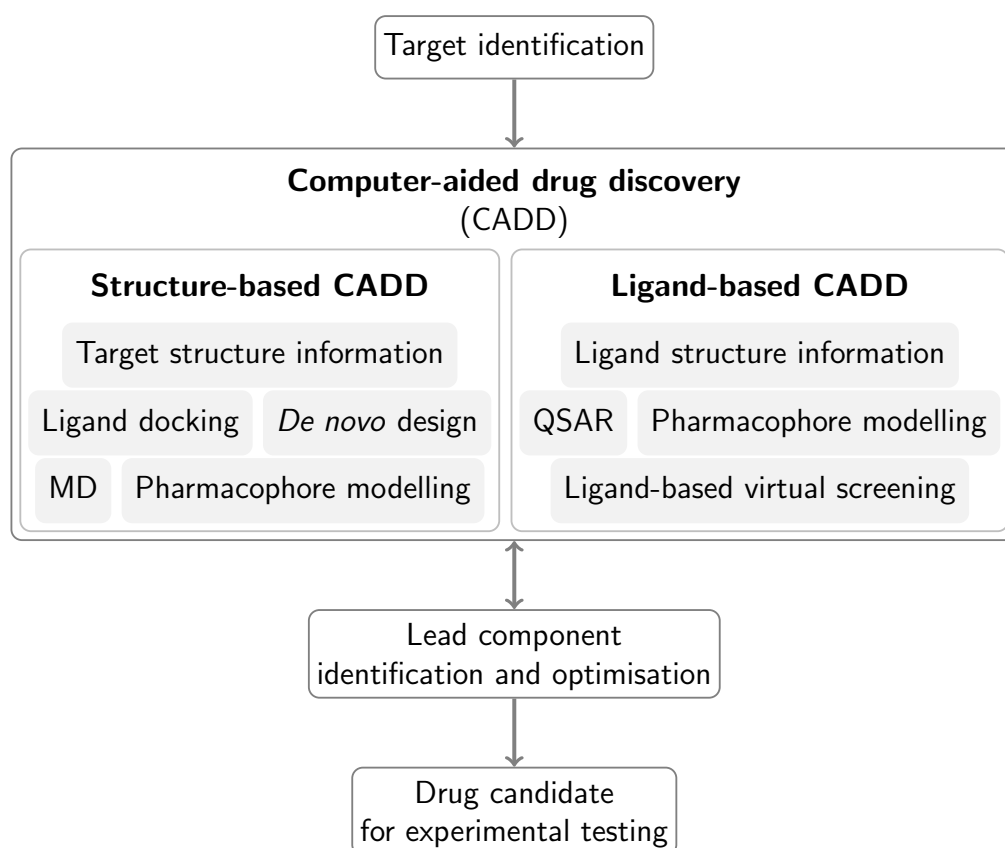 Target identification
Computer-aided drug discovery
(CADD)
Structure-based CADD
Target structure information
Ligand docking
De novo design
MD
Pharmacophore modelling
Ligand-based CADD
Ligand structure information
QSAR
Pharmacophore modelling
Ligand-based virtual screening
Lead component
identification and optimisation
Drug candidate
for experimental testing